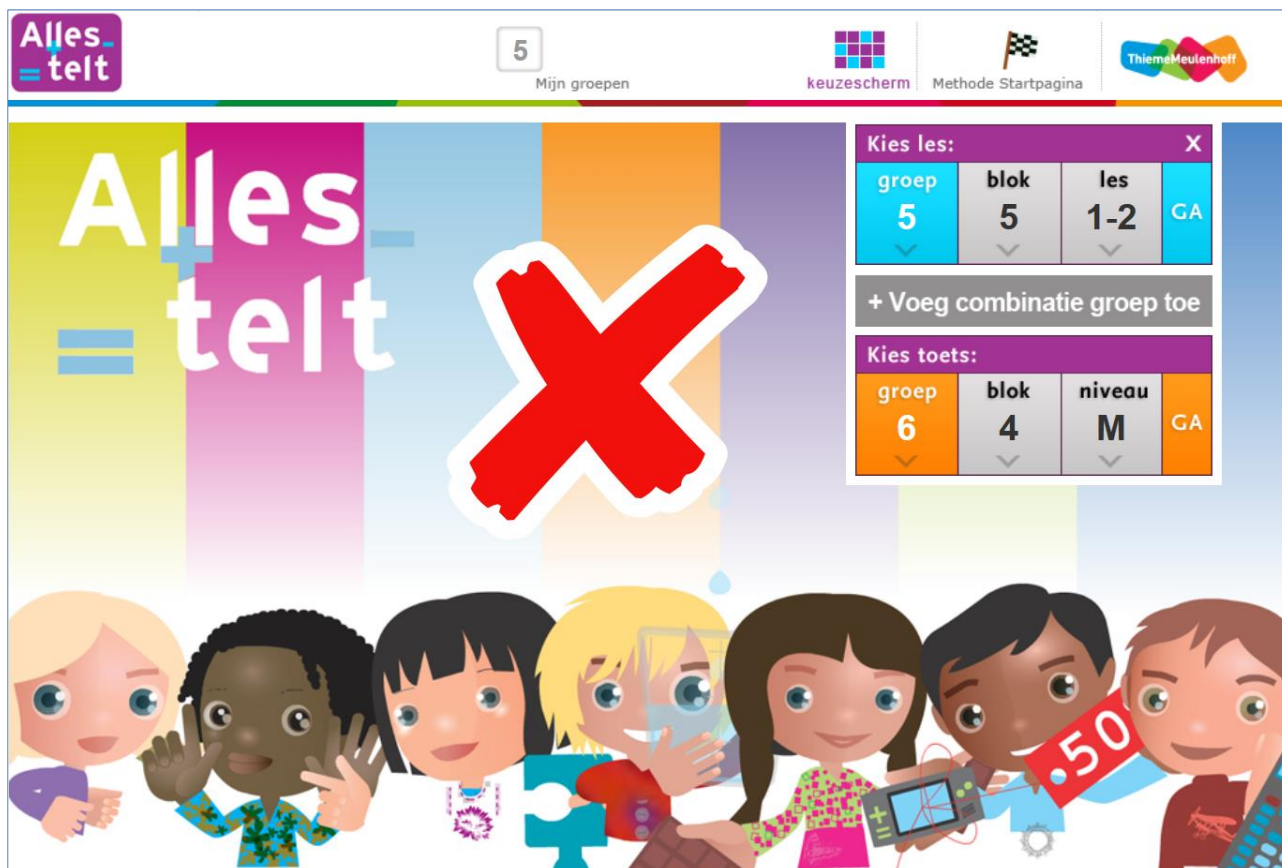 Alles-
+
= telt
5
Mijn groepen
keuzescherm
Methode Startpagina
ThiemeMeulenhoff
Alles-
+
= telt
Kies les: X
groep blok les
5 5 1-2 GA
+ Voeg combinatie groep toe
Kies toets:
groep blok niveau
6 4 M GA
.50
+
=